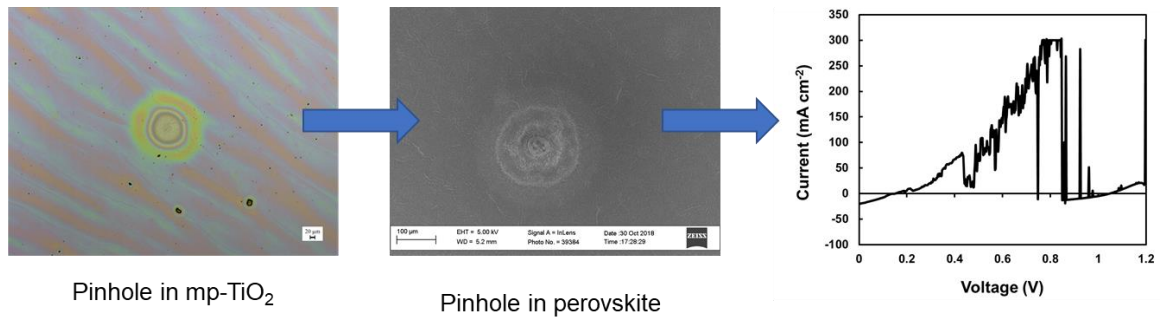 20 µm
100 µm
EHT = 5.00 kV
WD = 5.2 mm
Signal A = InLens
Photo No. = 39384
Date :30 Oct 2018
Time :17:28:29
ZEISS
Pinhole in mp-TiO₂
Pinhole in perovskite
Current (mA cm⁻²)
350
300
250
200
150
100
50
0
-50
-100
0
0.2
0.4
0.6
0.8
1
1.2
Voltage (V)